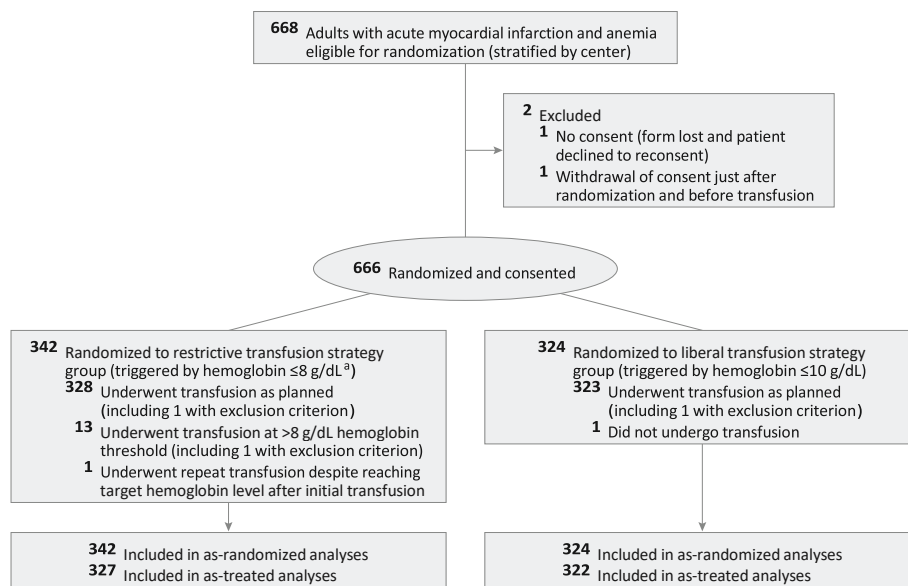 668 Adults with acute myocardial infarction and anemia
eligible for randomization (stratified by center)
2 Excluded
1 No consent (form lost and patient
declined to reconsent)
1 Withdrawal of consent just after
randomization and before transfusion
666 Randomized and consented
342 Randomized to restrictive transfusion strategy
group (triggered by hemoglobin ≤8 g/dLᵃ)
328 Underwent transfusion as planned
(including 1 with exclusion criterion)
13 Underwent transfusion at >8 g/dL hemoglobin
threshold (including 1 with exclusion criterion)
1 Underwent repeat transfusion despite reaching
target hemoglobin level after initial transfusion
324 Randomized to liberal transfusion strategy
group (triggered by hemoglobin ≤10 g/dL)
323 Underwent transfusion as planned
(including 1 with exclusion criterion)
1 Did not undergo transfusion
342 Included in as-randomized analyses
327 Included in as-treated analyses
324 Included in as-randomized analyses
322 Included in as-treated analyses